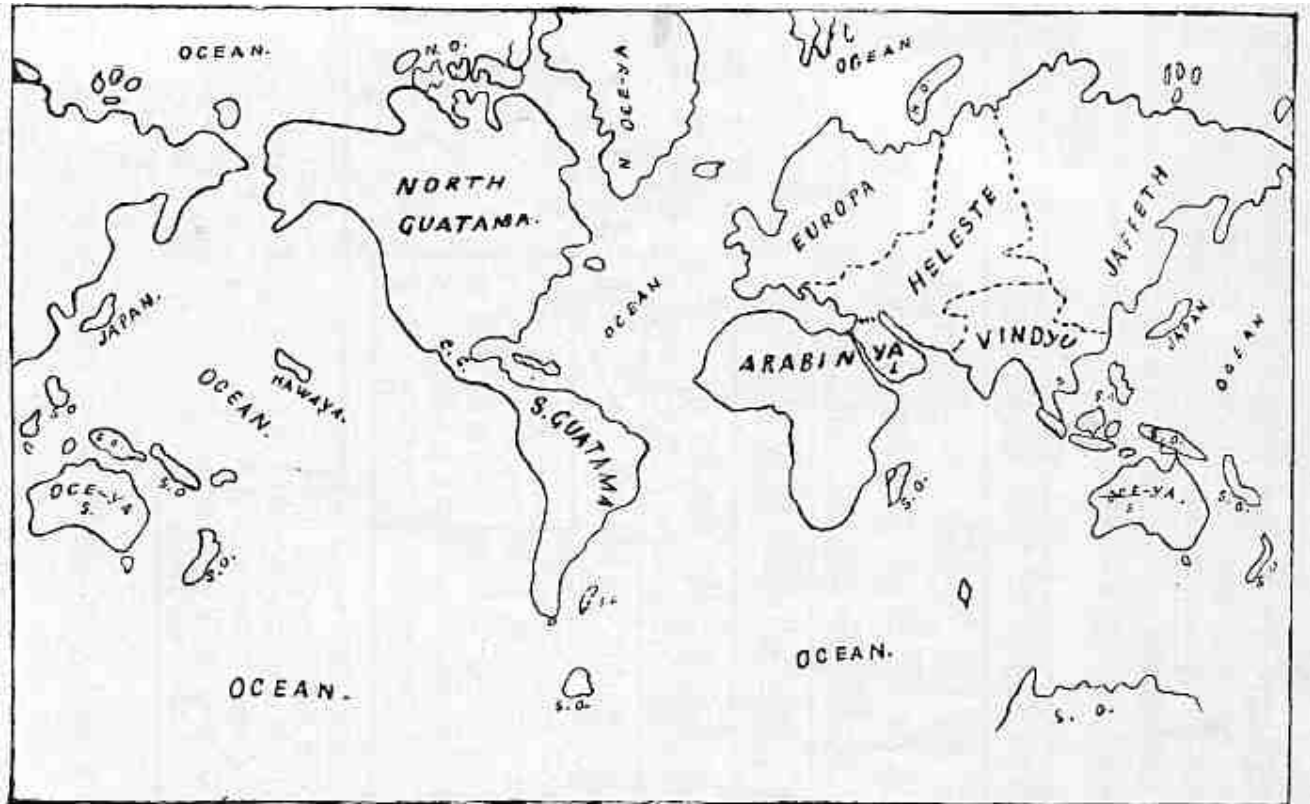 OCEAN.
N. O.
N OCE-YA
OCEAN
NORTH
GUATAMA.
EUROPA
HELESTE
JAFFETH
JAPAN.
OCEAN
VINDYU
JAPAN
OCEAN
C. G.
ARABIN YA
HAWAYA.
OCEAN.
S. GUATAMA
S. O.
S. O.
S. O.
OCE-YA
S.
S. O.
S. O.
S. O.
OCE-YA.
S.
S. O.
OCEAN.
OCEAN.
S. O.
S. O.